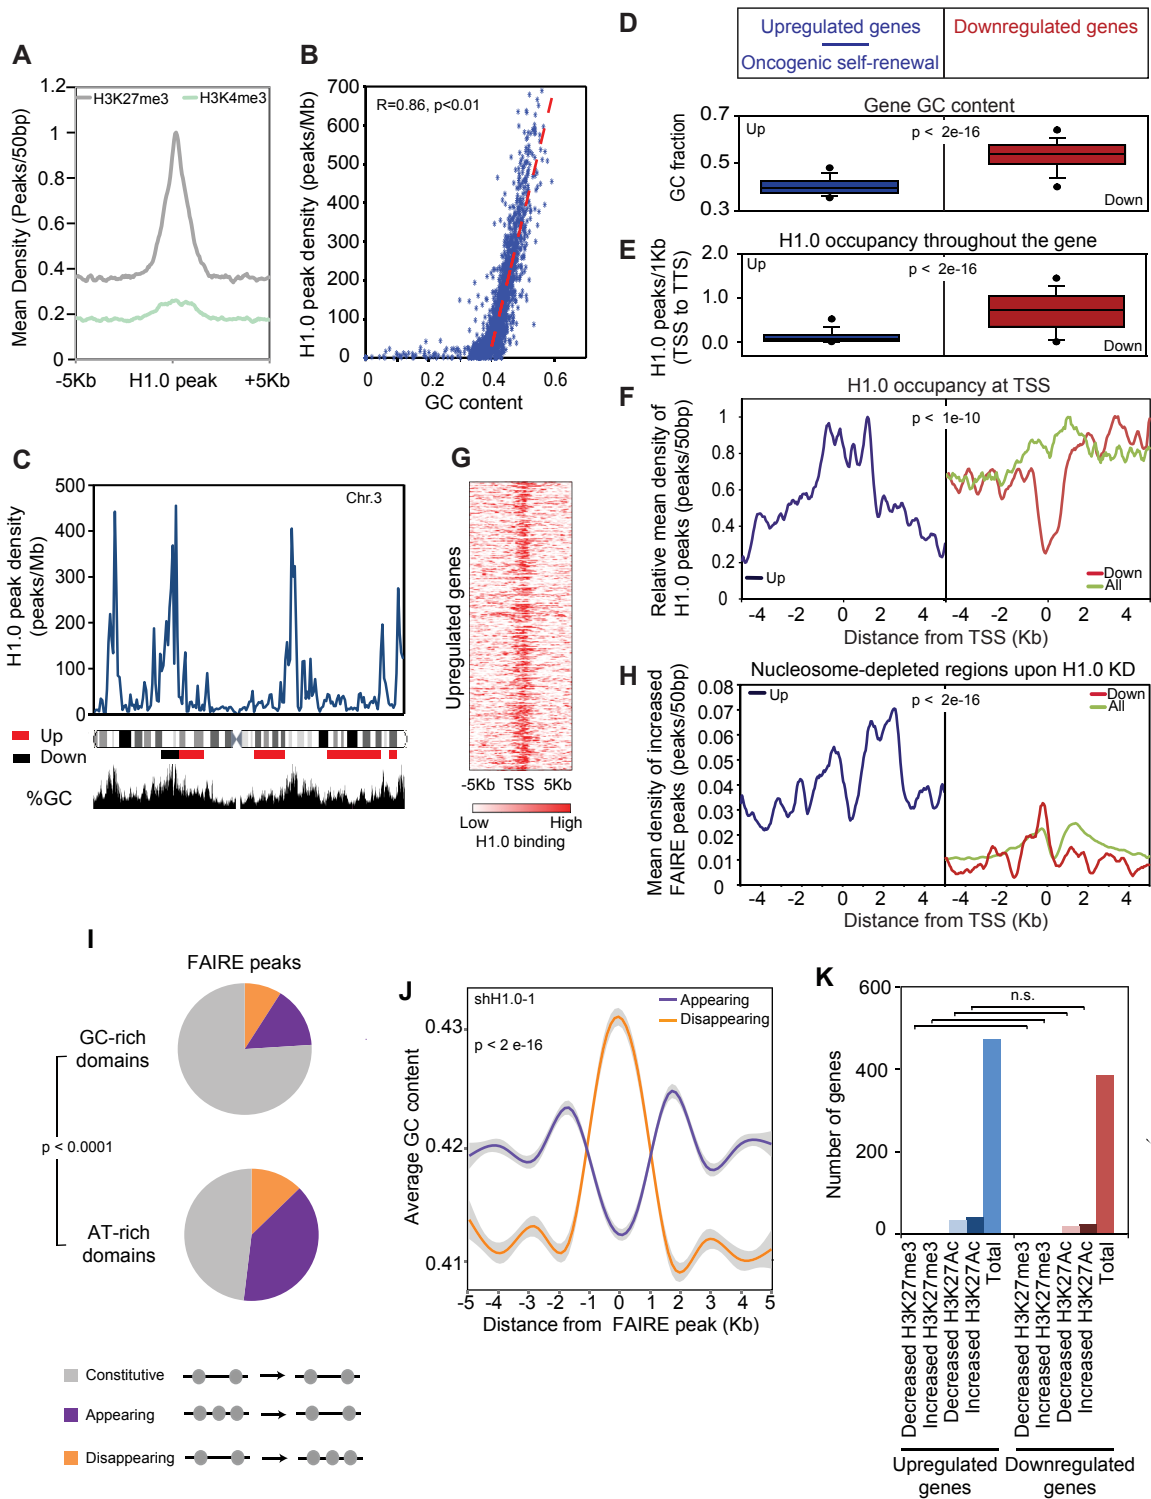 A
H3K27me3
H3K4me3
Mean Density (Peaks/50bp)
1.2
1
0.8
0.6
0.4
0.2
0
-5Kb
H1.0 peak
+5Kb
B
R=0.86, p<0.01
H1.0 peak density (peaks/Mb)
700
600
500
400
300
200
100
0
0
0.2
0.4
0.6
GC content
C
Chr.3
H1.0 peak density
(peaks/Mb)
500
400
300
200
100
0
Up
Down
%GC
D
Upregulated genes
Oncogenic self-renewal
Downregulated genes
Gene GC content
GC fraction
0.7
0.5
0.3
Up
p < 2e-16
Down
E
H1.0 occupancy throughout the gene
H1.0 peaks/1Kb
(TSS to TTS)
2.0
1.0
0.0
Up
p < 2e-16
Down
F
H1.0 occupancy at TSS
Relative mean density of
H1.0 peaks (peaks/50bp)
1
0.8
0.6
0.4
0.2
0
p < 1e-10
Up
Down
All
-4
-2
0
2
4
-4
-2
0
2
4
Distance from TSS (Kb)
G
Upregulated genes
-5Kb
TSS
5Kb
Low
High
H1.0 binding
H
Nucleosome-depleted regions upon H1.0 KD
Mean density of increased
FAIRE peaks (peaks/50bp)
0.08
0.07
0.06
0.05
0.04
0.03
0.02
0.01
0
Up
p < 2e-16
Down
All
-4
-2
0
2
4
-4
-2
0
2
4
Distance from TSS (Kb)
I
FAIRE peaks
GC-rich
domains
p < 0.0001
AT-rich
domains
Constitutive
Appearing
Disappearing
J
shH1.0-1
p < 2 e-16
Appearing
Disappearing
Average GC content
0.43
0.42
0.41
-5
-4
-3
-2
-1
0
1
2
3
4
5
Distance from FAIRE peak (Kb)
K
n.s.
Number of genes
600
400
200
0
Decreased H3K27me3
Increased H3K27me3
Decreased H3K27Ac
Increased H3K27Ac
Total
Decreased H3K27me3
Increased H3K27me3
Decreased H3K27Ac
Increased H3K27Ac
Total
Upregulated
genes
Downregulated
genes